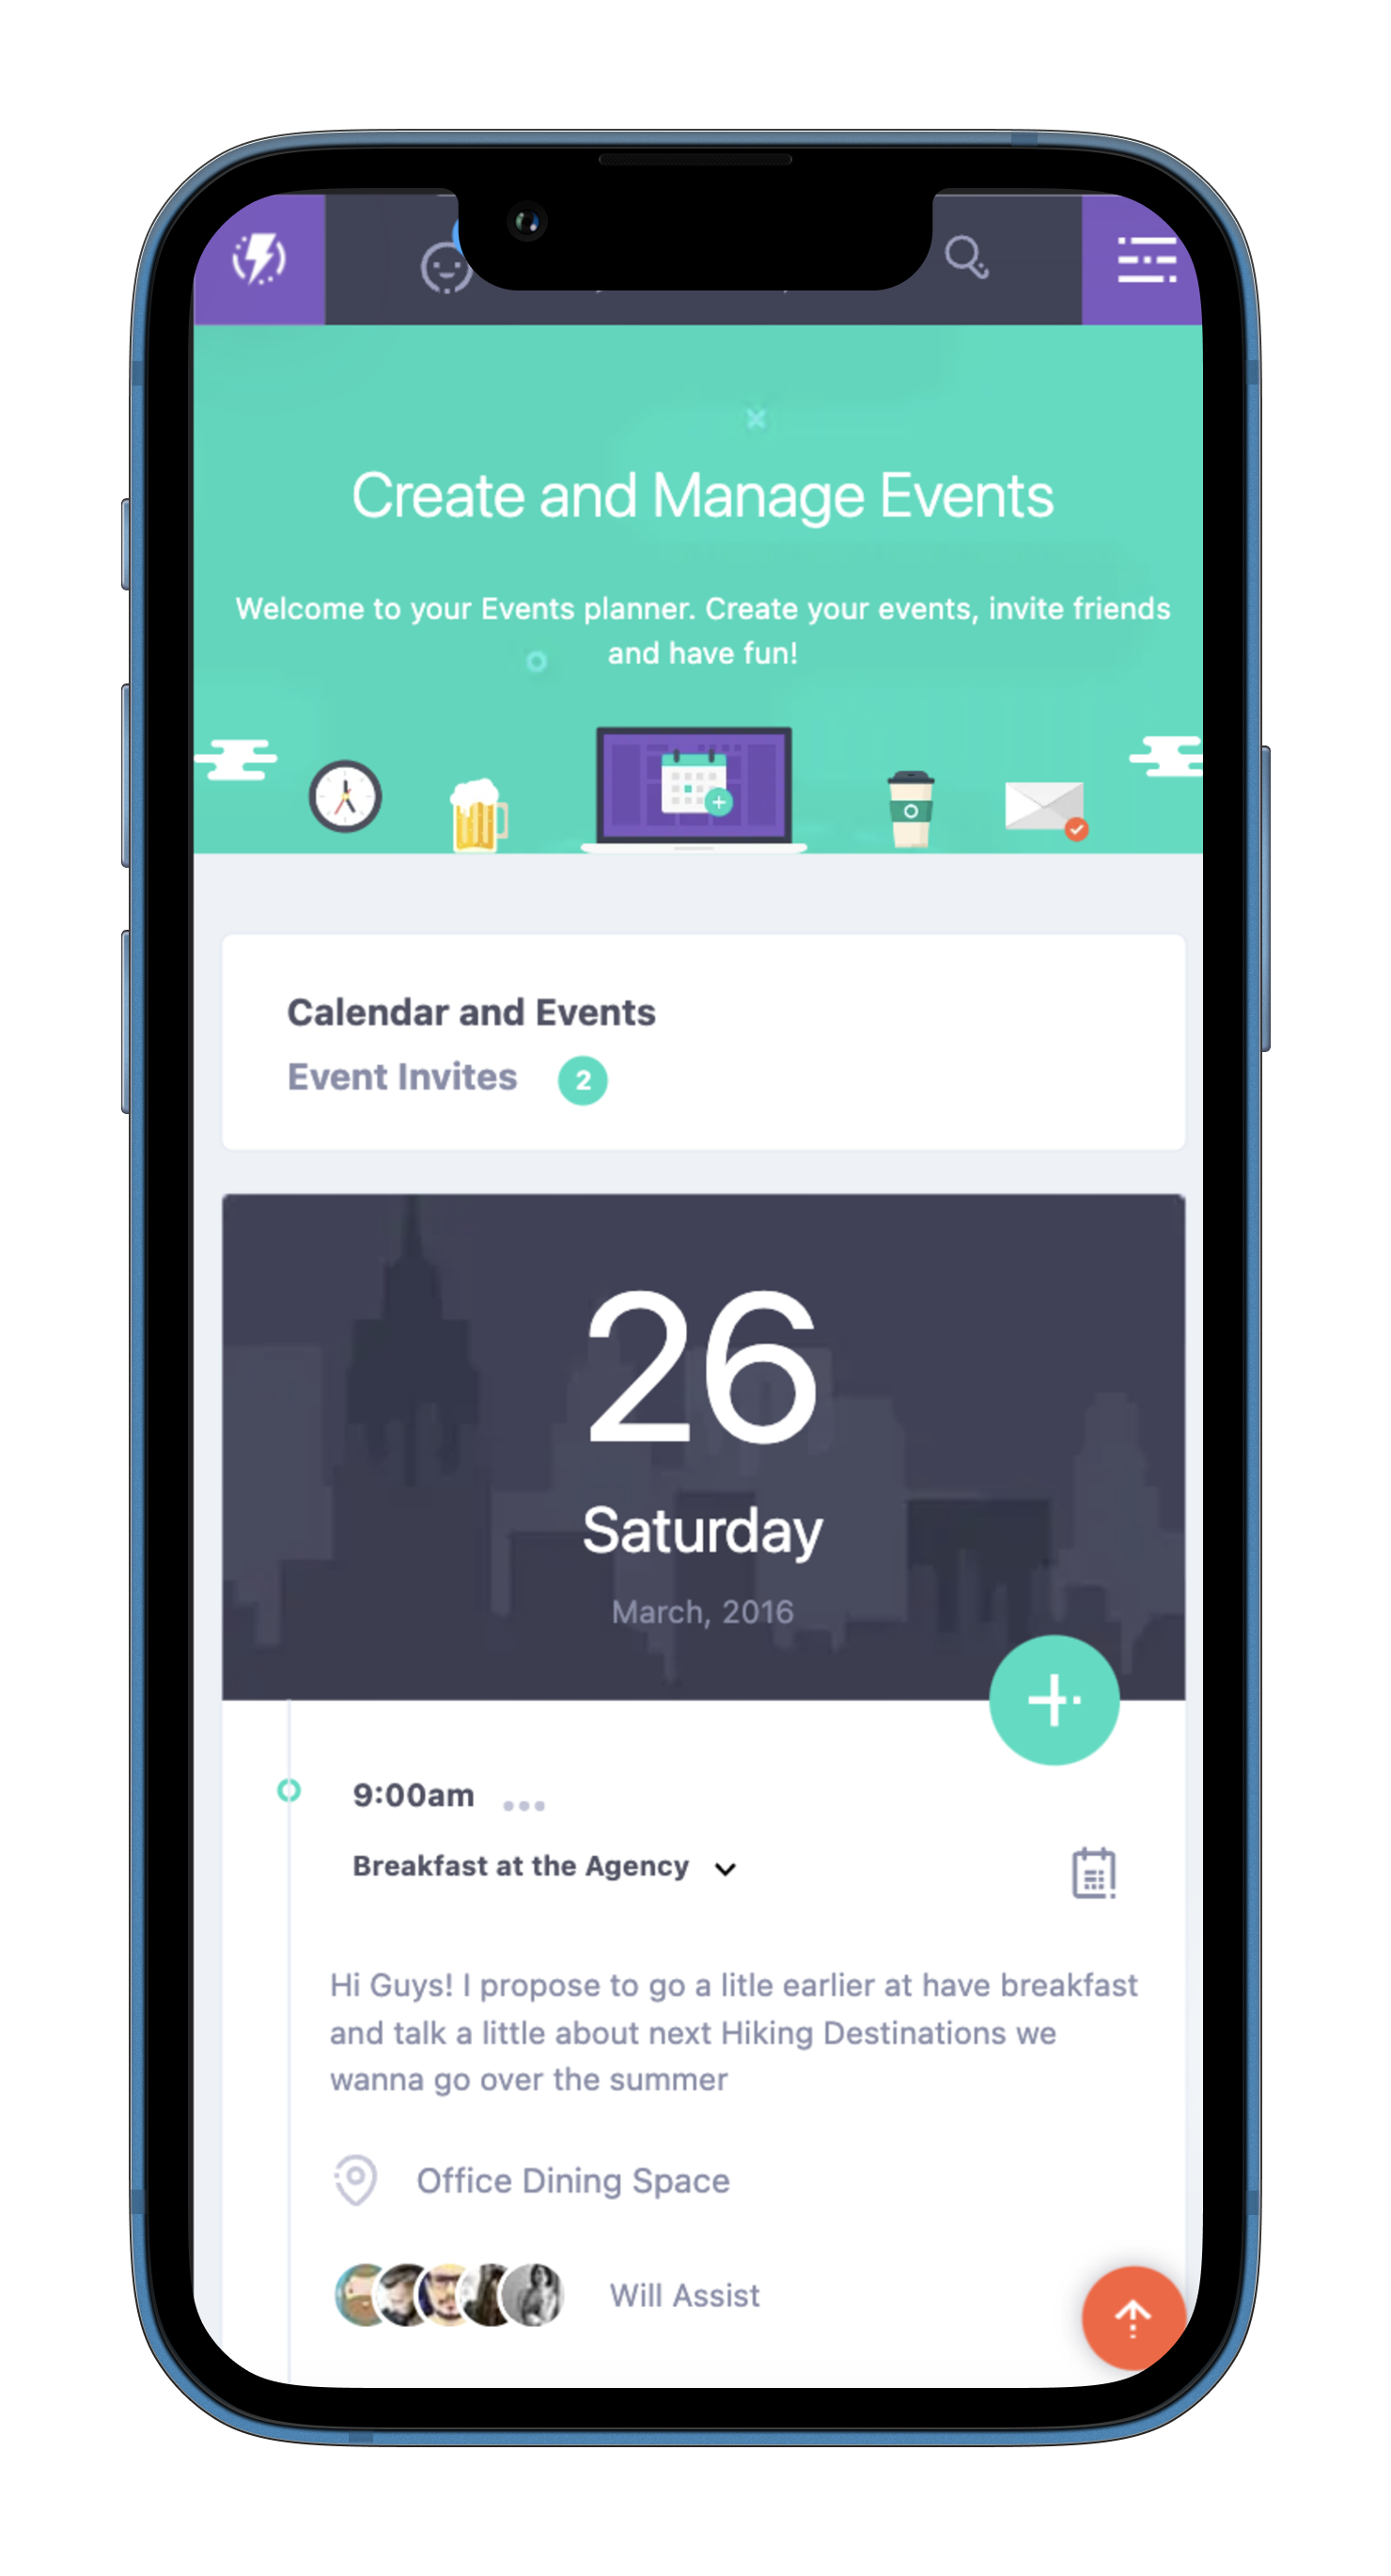 Create and Manage Events
Welcome to your Events planner. Create your events, invite friends
and have fun!
Calendar and Events
Event Invites 2
26
Saturday
March, 2016
9:00am
Breakfast at the Agency
Hi Guys! I propose to go a litle earlier at have breakfast
and talk a little about next Hiking Destinations we
wanna go over the summer
Office Dining Space
Will Assist